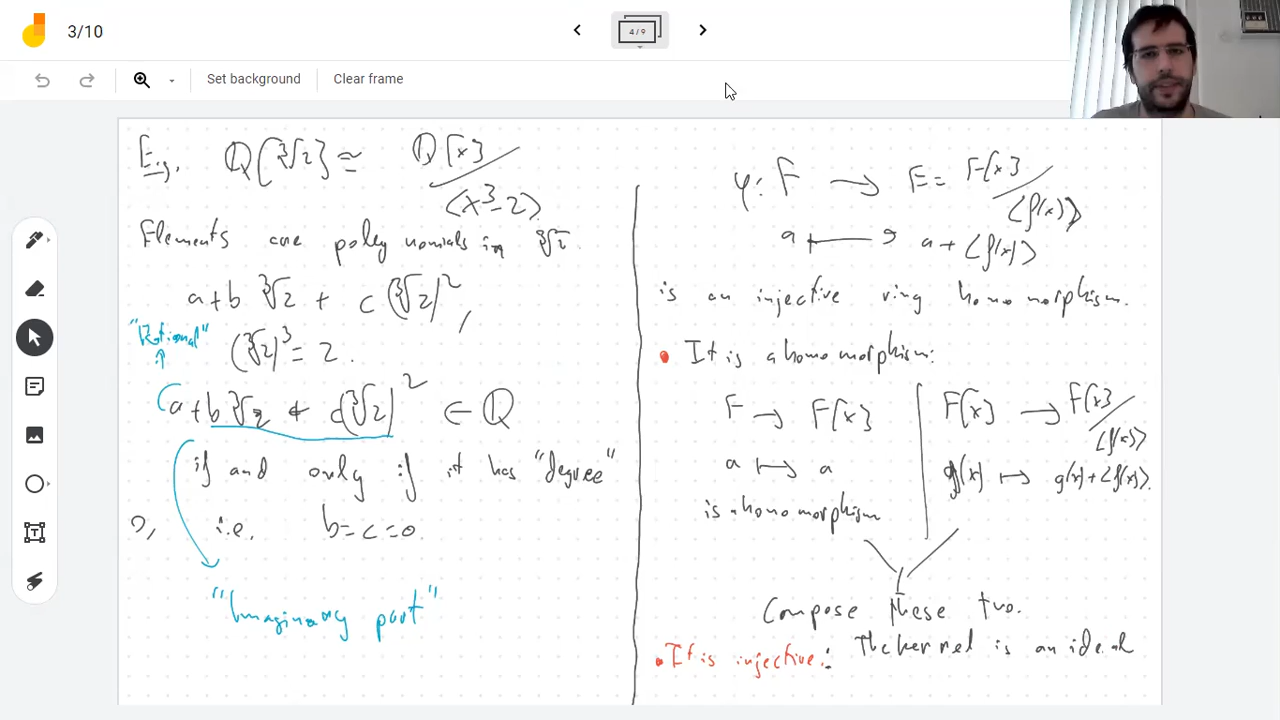 3/10
4 / 9
Set background
Clear frame
E.g. ℚ(∛2) ≃ ℚ[x] / ⟨x³-2⟩
Elements are polynomials in ∛2
a+b ∛2 + c(∛2)²,
"Rational" (∛2)³ = 2.
a+b∛2 + c(∛2)² ∈ ℚ
if and only if it has "degree"
0, i.e. b=c=0.
"Imaginary part"
φ: F → E = F[x] / ⟨f(x)⟩
a ↦ a + ⟨f(x)⟩
is an injective ring homomorphism.
• It is a homomorphism:
F → F[x]
a ↦ a
is a homomorphism
F[x] → F[x] / ⟨f(x)⟩
g(x) ↦ g(x)+⟨f(x)⟩.
Compose these two.
• It is injective: The kernel is an ideal